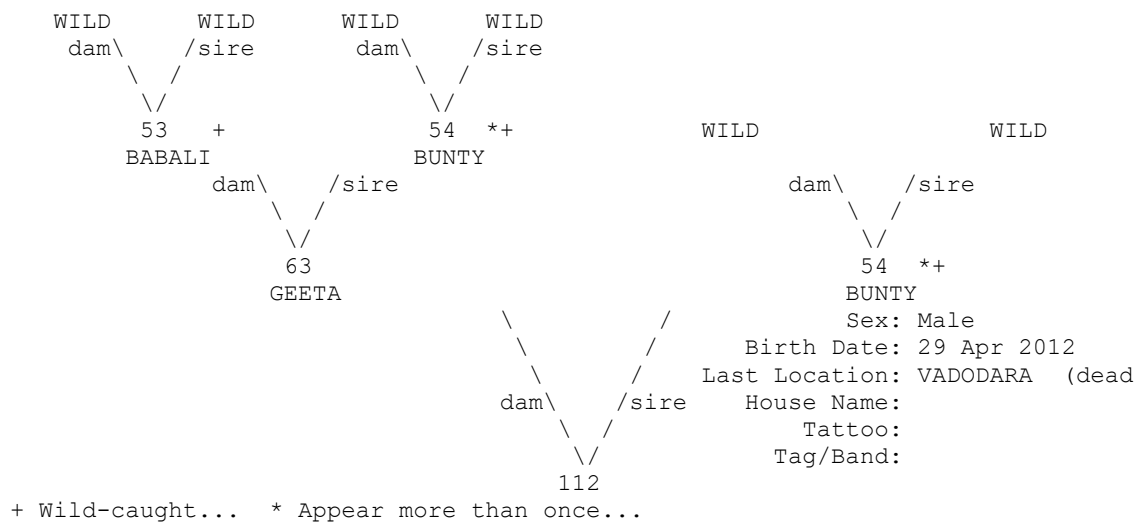 WILD WILD WILD WILD
dam\ /sire dam\ /sire
\ / \ /
\/ \/
53 + 54 *+ WILD WILD
BABALI BUNTY
dam\ /sire dam\ /sire
\ / \ /
\/ \/
63 54 *+
GEETA BUNTY
\ / Sex: Male
\ / Birth Date: 29 Apr 2012
\ / Last Location: VADODARA (dead
dam\ /sire House Name:
\ / Tattoo:
\/ Tag/Band:
112
+ Wild-caught... * Appear more than once...